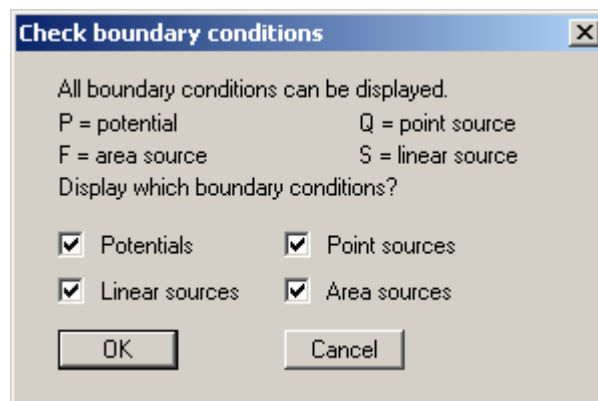 Check boundary conditions
All boundary conditions can be displayed.
P = potential Q = point source
F = area source S = linear source
Display which boundary conditions?
Potentials Point sources
Linear sources Area sources
OK Cancel